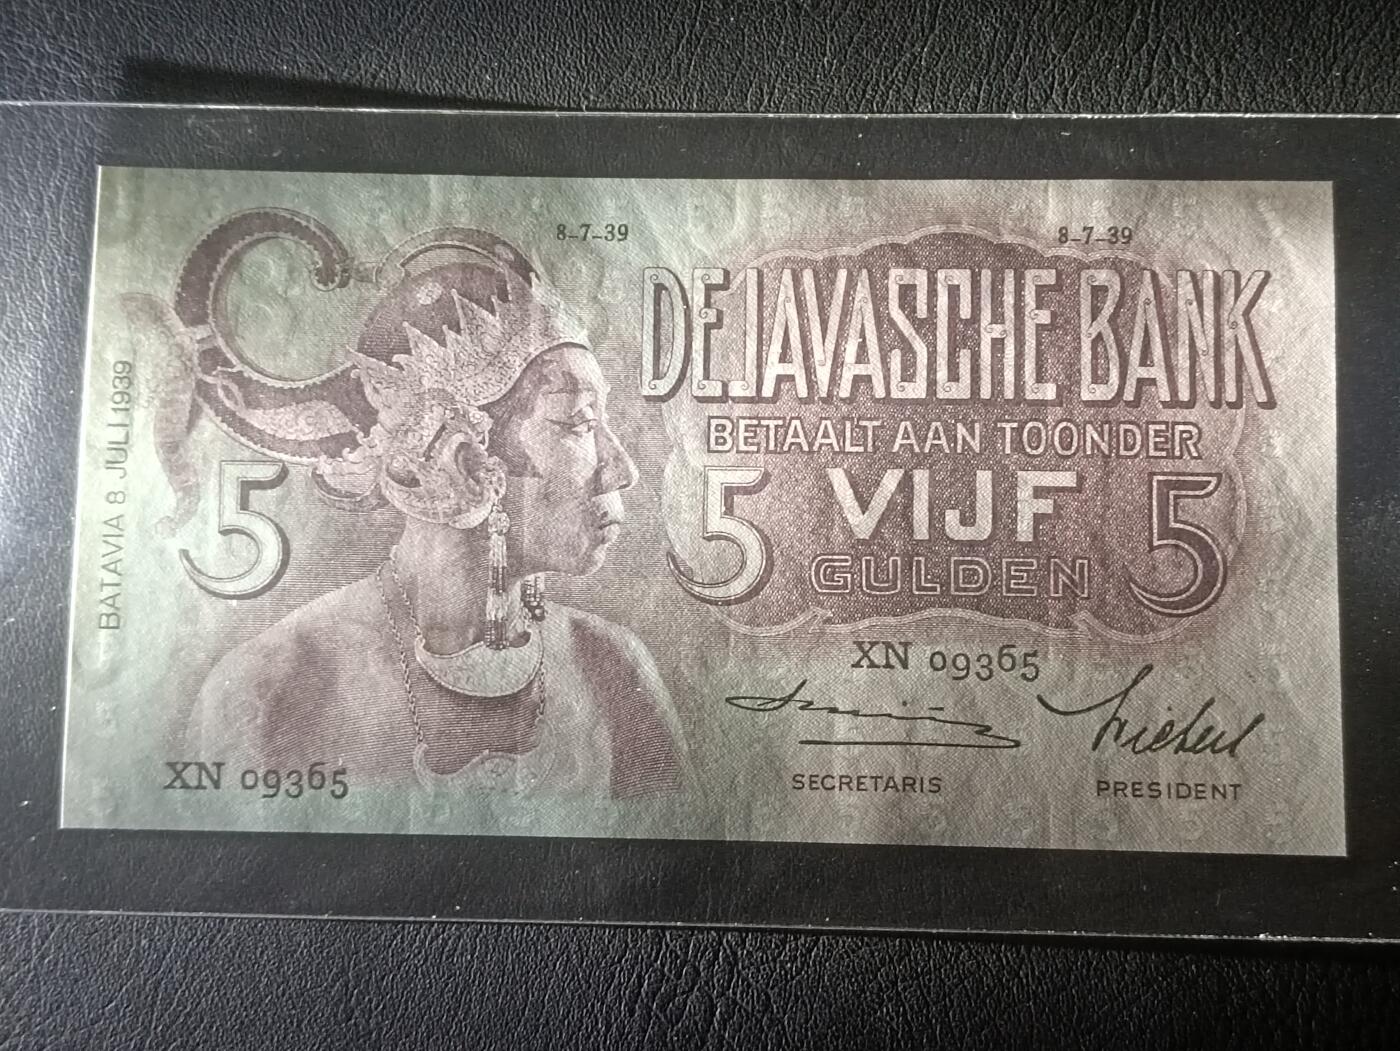 8-7-39
8-7-39
DE JAVASCHE BANK
BETAALT AAN TOONDER
5
5
VIJF
5
GULDEN
BATAVIA 8 JULI 1939
XN 09365
XN 09365
SECRETARIS
PRESIDENT